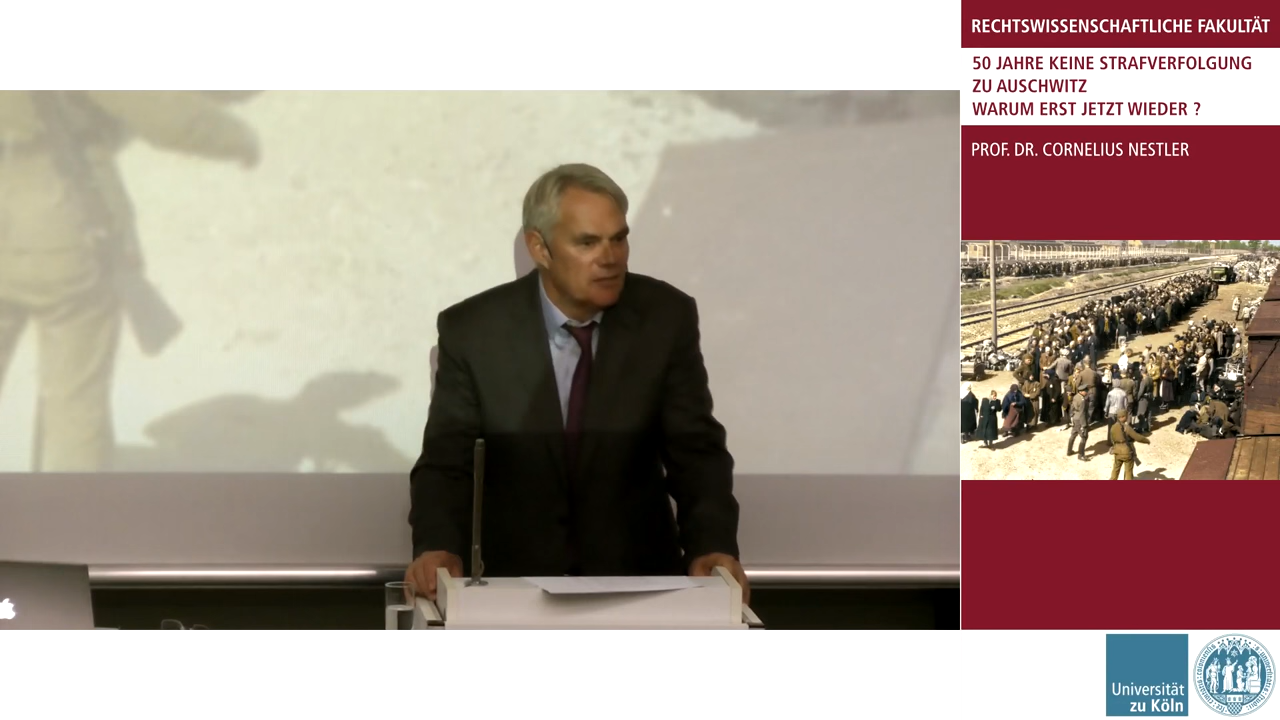 RECHTSWISSENSCHAFTLICHE FAKULTÄT
50 JAHRE KEINE STRAFVERFOLGUNG
ZU AUSCHWITZ
WARUM ERST JETZT WIEDER ?
PROF. DR. CORNELIUS NESTLER
Universität
zu Köln